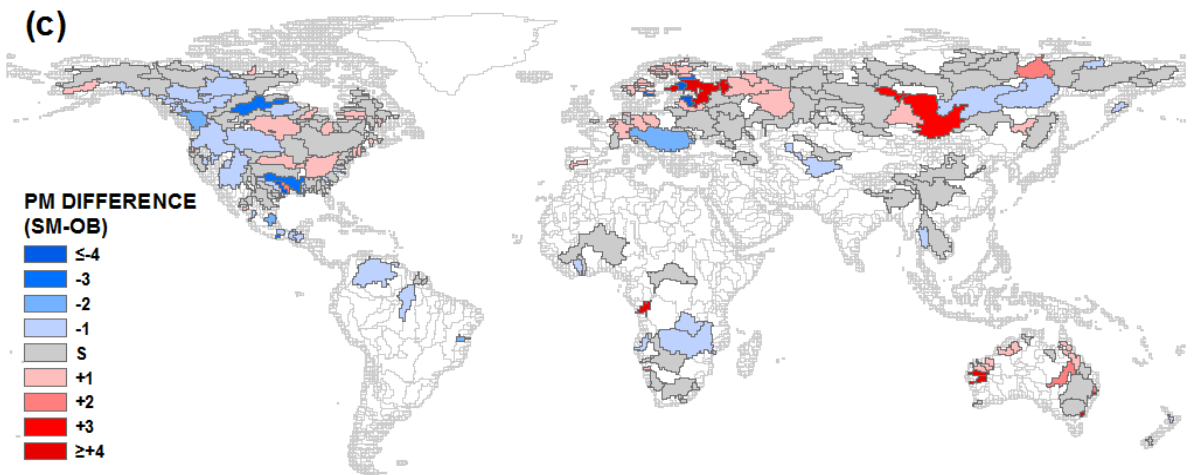 (c)
PM DIFFERENCE
(SM-OB)
≤-4
-3
-2
-1
S
+1
+2
+3
≥+4